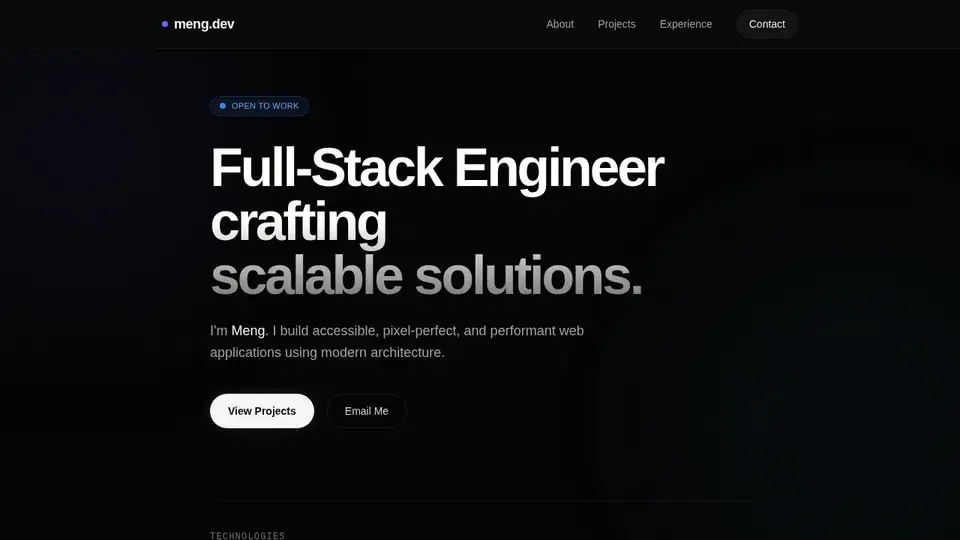 meng.dev
About
Projects
Experience
Contact
OPEN TO WORK
Full-Stack Engineer
crafting
scalable solutions.
I'm Meng. I build accessible, pixel-perfect, and performant web
applications using modern architecture.
View Projects
Email Me
TECHNOLOGIES